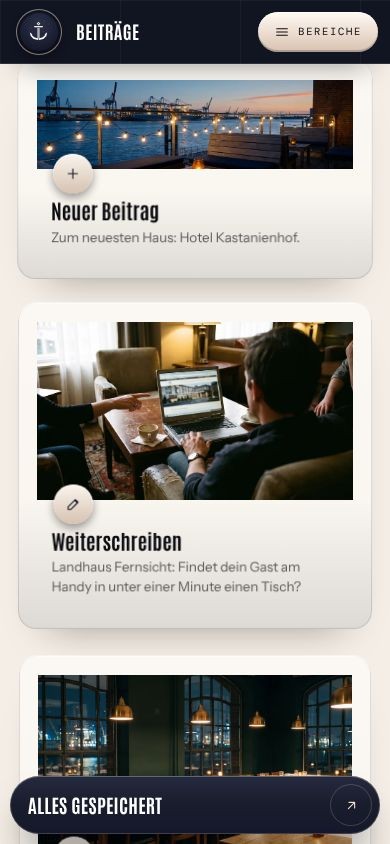 BEITRÄGE
BEREICHE
Neuer Beitrag
Zum neuesten Haus: Hotel Kastanienhof.
Weiterschreiben
Landhaus Fernsicht: Findet dein Gast am
Handy in unter einer Minute einen Tisch?
ALLES GESPEICHERT